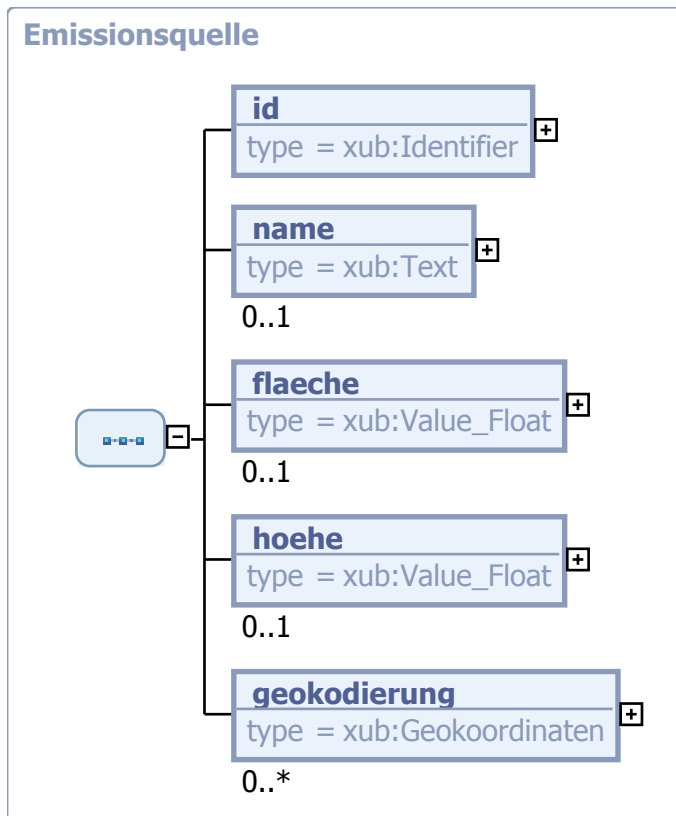 Emissionsquelle
id
type = xub:Identifier
name
type = xub:Text
0..1
flaeche
type = xub:Value_Float
0..1
hoehe
type = xub:Value_Float
0..1
geokodierung
type = xub:Geokoordinaten
0..*